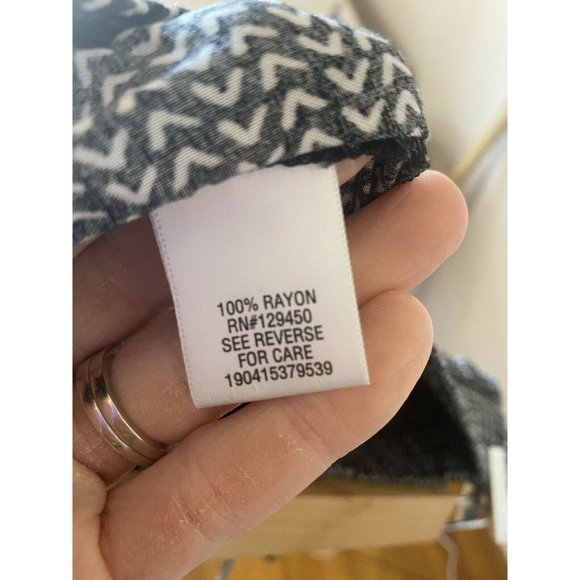 100% RAYON
RN#129450
SEE REVERSE
FOR CARE
190415379539